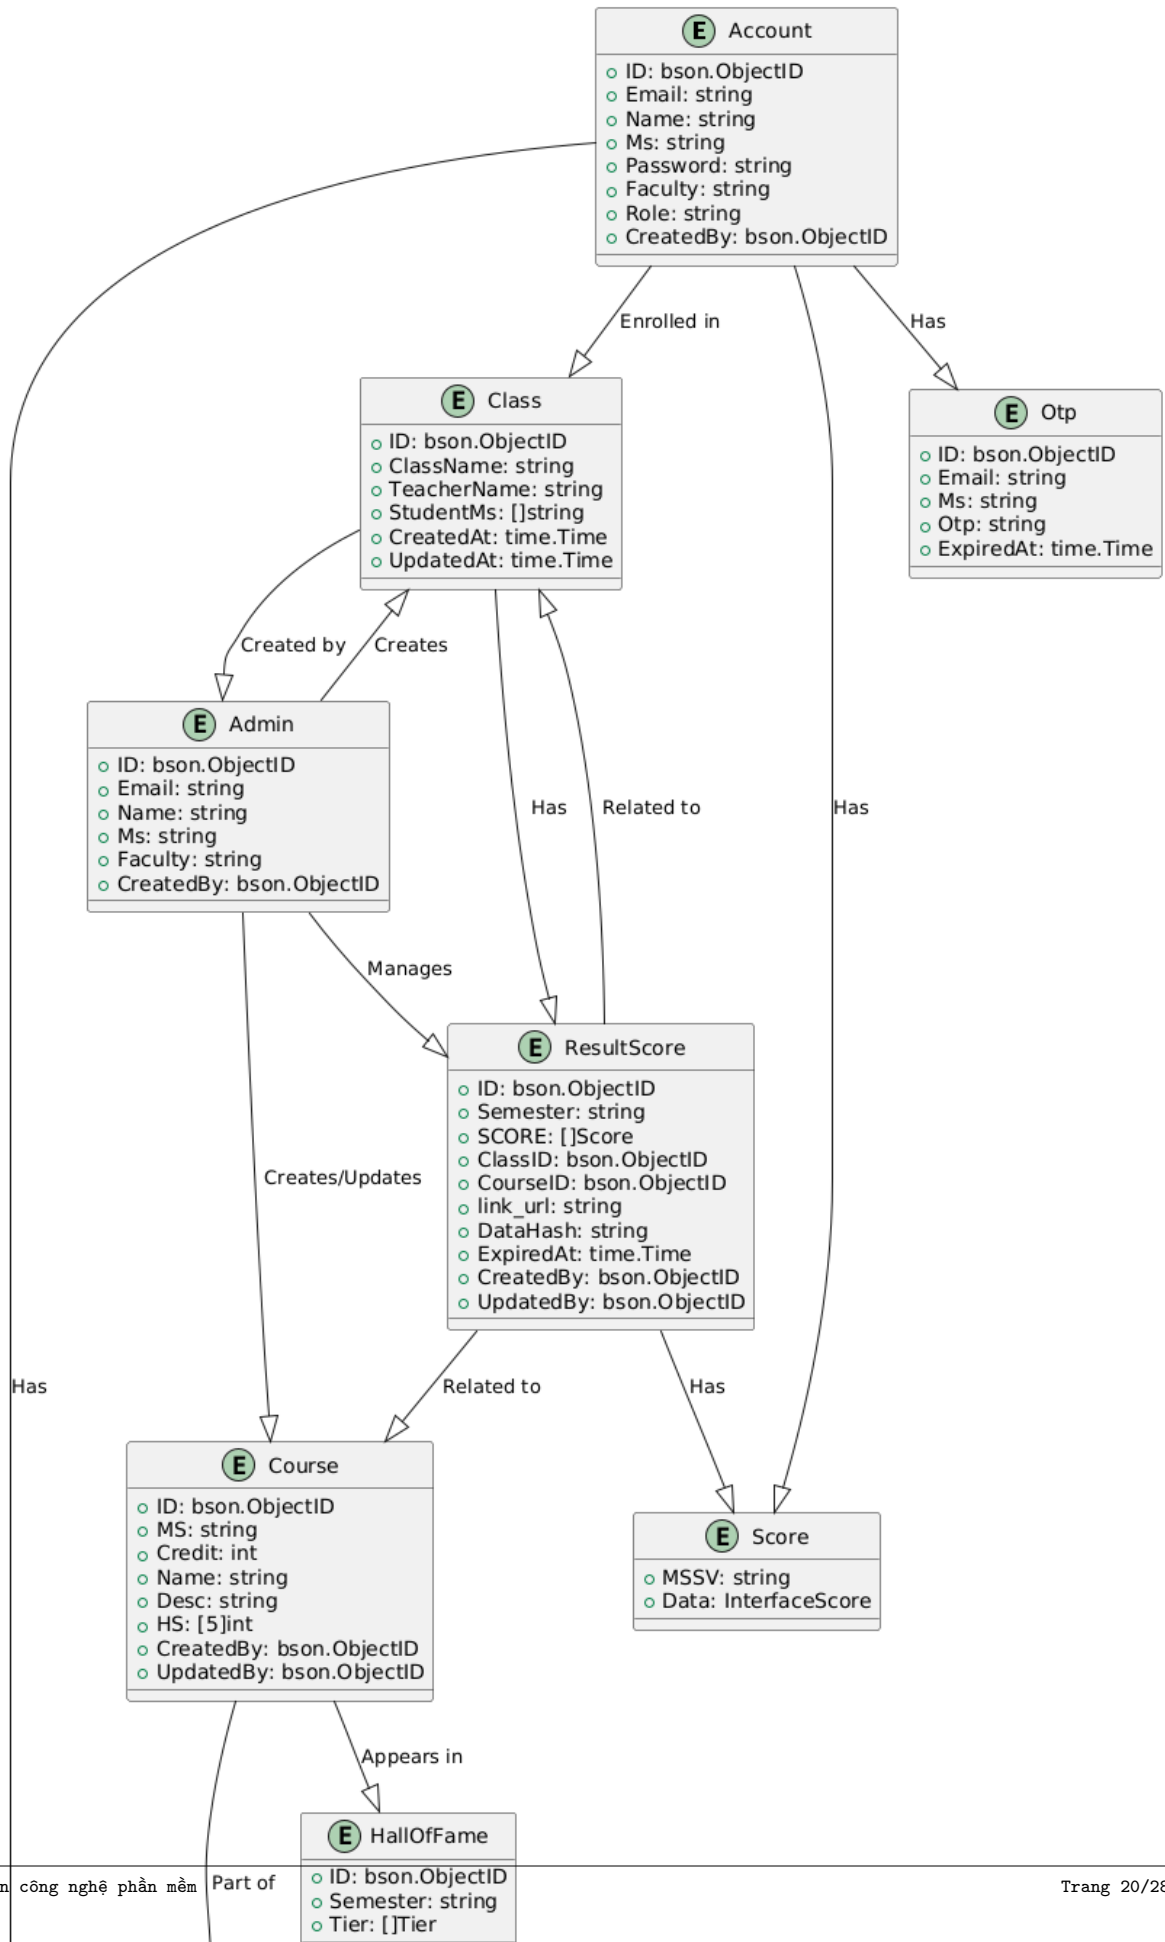 E Account
ID: bson.ObjectID
Email: string
Name: string
Ms: string
Password: string
Faculty: string
Role: string
CreatedBy: bson.ObjectID
Enrolled in
Has
E Class
ID: bson.ObjectID
ClassName: string
TeacherName: string
StudentMs: []string
CreatedAt: time.Time
UpdatedAt: time.Time
E Otp
ID: bson.ObjectID
Email: string
Ms: string
Otp: string
ExpiredAt: time.Time
Created by
Creates
E Admin
ID: bson.ObjectID
Email: string
Name: string
Ms: string
Faculty: string
CreatedBy: bson.ObjectID
Has
Related to
Has
Manages
E ResultScore
ID: bson.ObjectID
Semester: string
SCORE: []Score
ClassID: bson.ObjectID
CourseID: bson.ObjectID
link_url: string
DataHash: string
ExpiredAt: time.Time
CreatedBy: bson.ObjectID
UpdatedBy: bson.ObjectID
Creates/Updates
Has
Related to
Has
E Course
ID: bson.ObjectID
MS: string
Credit: int
Name: string
Desc: string
HS: [5]int
CreatedBy: bson.ObjectID
UpdatedBy: bson.ObjectID
E Score
MSSV: string
Data: InterfaceScore
Appears in
E HallOfFame
ID: bson.ObjectID
Semester: string
Tier: []Tier
Part of
n công nghệ phần mềm
Trang 20/28